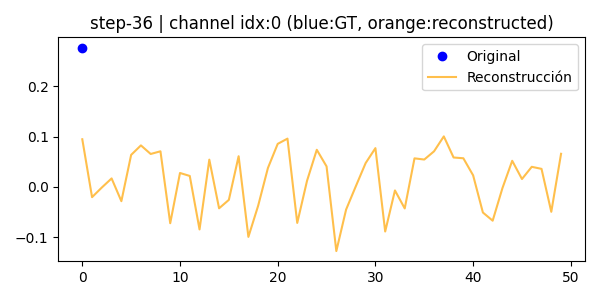 step-36 | channel idx:0 (blue:GT, orange:reconstructed)
Original
Reconstrucción
0.2
0.1
0.0
−0.1
0 10 20 30 40 50